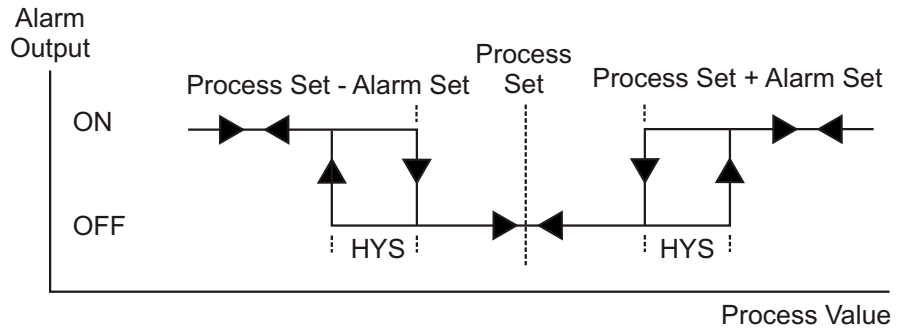 Alarm
Output
Process
Set
Process Set - Alarm Set
Process Set + Alarm Set
ON
OFF
HYS
HYS
Process Value